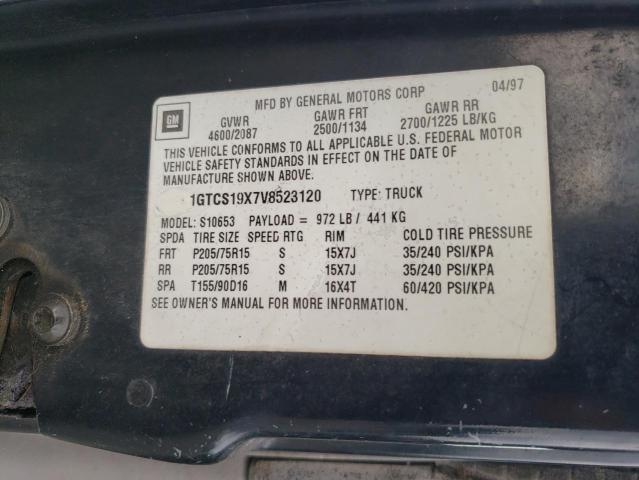 MFD BY GENERAL MOTORS CORP 04/97
GM GVWR GAWR FRT GAWR RR
4600/2087 2500/1134 2700/1225 LB/KG
THIS VEHICLE CONFORMS TO ALL APPLICABLE U.S. FEDERAL MOTOR
VEHICLE SAFETY STANDARDS IN EFFECT ON THE DATE OF
MANUFACTURE SHOWN ABOVE.
1GTCS19X7V8523120 TYPE: TRUCK
MODEL: S10653 PAYLOAD = 972 LB / 441 KG
SPDA TIRE SIZE SPEED RTG RIM COLD TIRE PRESSURE
FRT P205/75R15 S 15X7J 35/240 PSI/KPA
RR P205/75R15 S 15X7J 35/240 PSI/KPA
SPA T155/90D16 M 16X4T 60/420 PSI/KPA
SEE OWNER'S MANUAL FOR MORE INFORMATION.